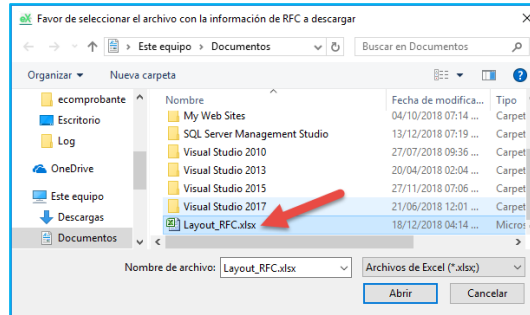 Favor de seleccionar el archivo con la información de RFC a descargar
Este equipo > Documentos
Buscar en Documentos
Organizar
Nueva carpeta
ecomprobante
Escritorio
Log
OneDrive
Este equipo
Descargas
Documentos
Nombre Fecha de modifica... Tipo
My Web Sites 04/10/2018 07:14 ... Carpet
SQL Server Management Studio 13/12/2018 07:19 ... Carpet
Visual Studio 2010 27/07/2018 09:36 ... Carpet
Visual Studio 2013 20/04/2018 02:04 ... Carpet
Visual Studio 2015 27/11/2018 07:06 ... Carpet
Visual Studio 2017 21/06/2018 12:01 ... Carpet
Layout_RFC.xlsx 18/12/2018 04:14 ... Micros
Nombre de archivo: Layout_RFC.xlsx Archivos de Excel (*.xlsx;)
Abrir Cancelar